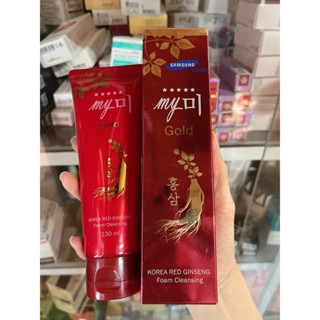 my미
Gold
KOREA RED GINSENG
Foam Cleansing
130 ml
SAMSUNG
my미
Gold
홍삼
KOREA RED GINSENG
Foam Cleansing